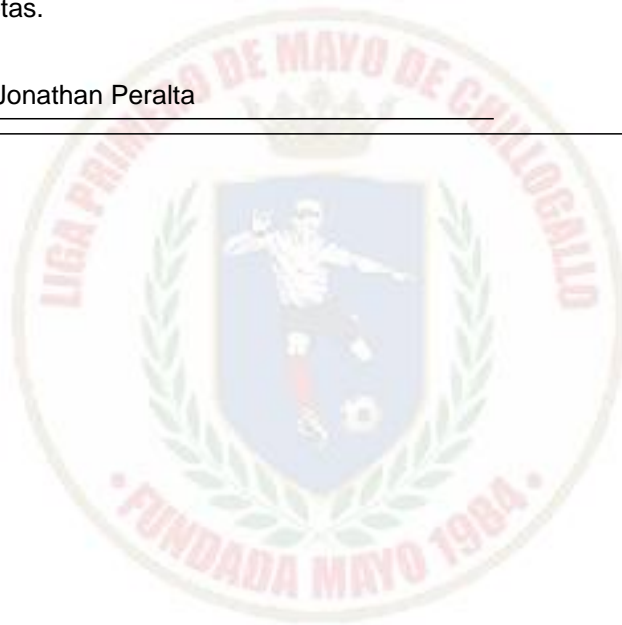 tas.
Jonathan Peralta
LIGA PRIMERO DE MAYO DE CHILLOGALLO
• FUNDADA MAYO 1984 •